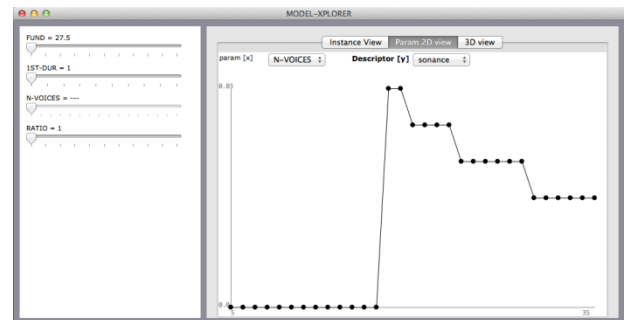 MODEL-XPLORER
FUND = 27.5
1ST-DUR = 1
N-VOICES = ---
RATIO = 1
Instance View Param 2D view 3D view
param [x] N-VOICES Descriptor [y] sonance
0.03
0.0
5 35